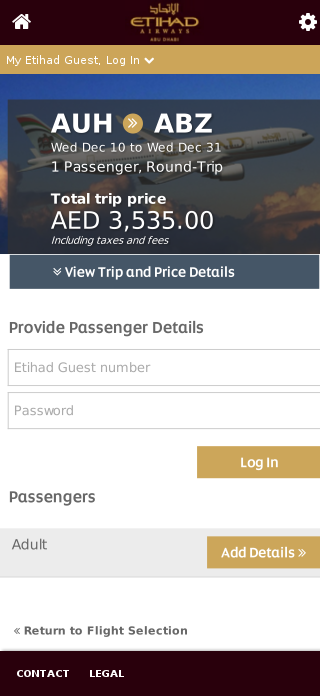 الإتحاد
ETIHAD
AIRWAYS
ABU DHABI
My Etihad Guest, Log In
AUH » ABZ
Wed Dec 10 to Wed Dec 31
1 Passenger, Round-Trip
Total trip price
AED 3,535.00
Including taxes and fees
View Trip and Price Details
Provide Passenger Details
Etihad Guest number
Password
Log In
Passengers
Adult
Add Details »
« Return to Flight Selection
CONTACT LEGAL